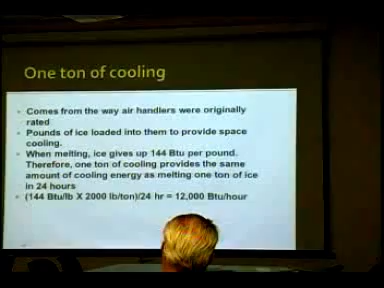 One ton of cooling
Comes from the way air handlers were originally
rated
Pounds of ice loaded into them to provide space
cooling.
When melting, ice gives up 144 Btu per pound.
Therefore, one ton of cooling provides the same
amount of cooling energy as melting one ton of ice
in 24 hours
(144 Btu/lb X 2000 lb/ton)/24 hr = 12,000 Btu/hour